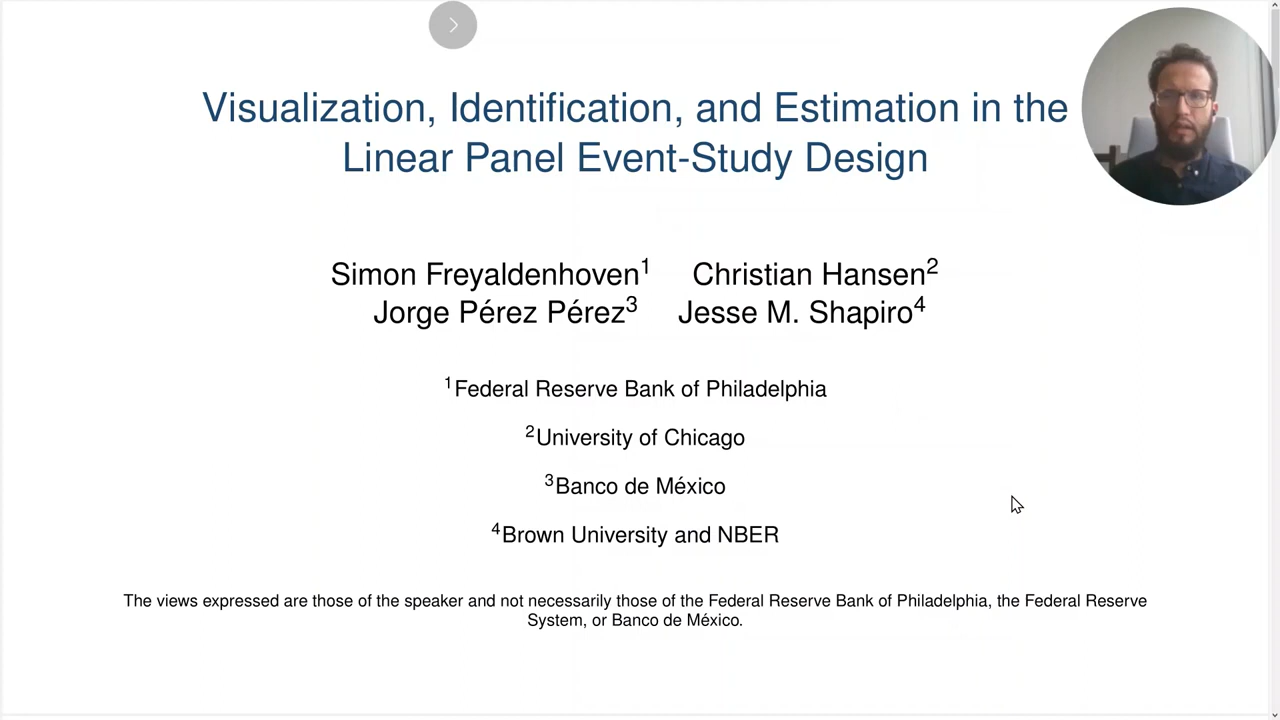 Visualization, Identification, and Estimation in the
Linear Panel Event-Study Design
Simon Freyaldenhoven¹ Christian Hansen²
Jorge Pérez Pérez³ Jesse M. Shapiro⁴
¹Federal Reserve Bank of Philadelphia
²University of Chicago
³Banco de México
⁴Brown University and NBER
The views expressed are those of the speaker and not necessarily those of the Federal Reserve Bank of Philadelphia, the Federal Reserve
System, or Banco de México.